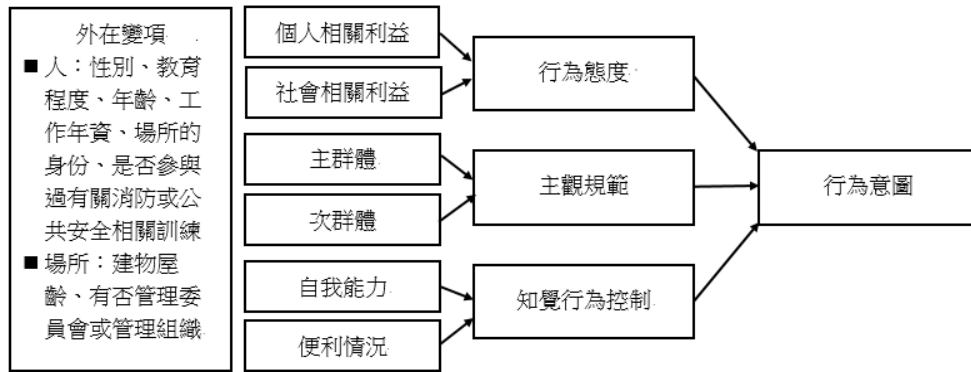 外在變項
■ 人：性別、教育
程度、年齡、工
作年資、場所的
身份、是否參與
過有關消防或公
共安全相關訓練
■ 場所：建物屋
齡、有否管理委
員會或管理組織
個人相關利益
社會相關利益
主群體
次群體
自我能力
便利情況
行為態度
主觀規範
知覺行為控制
行為意圖